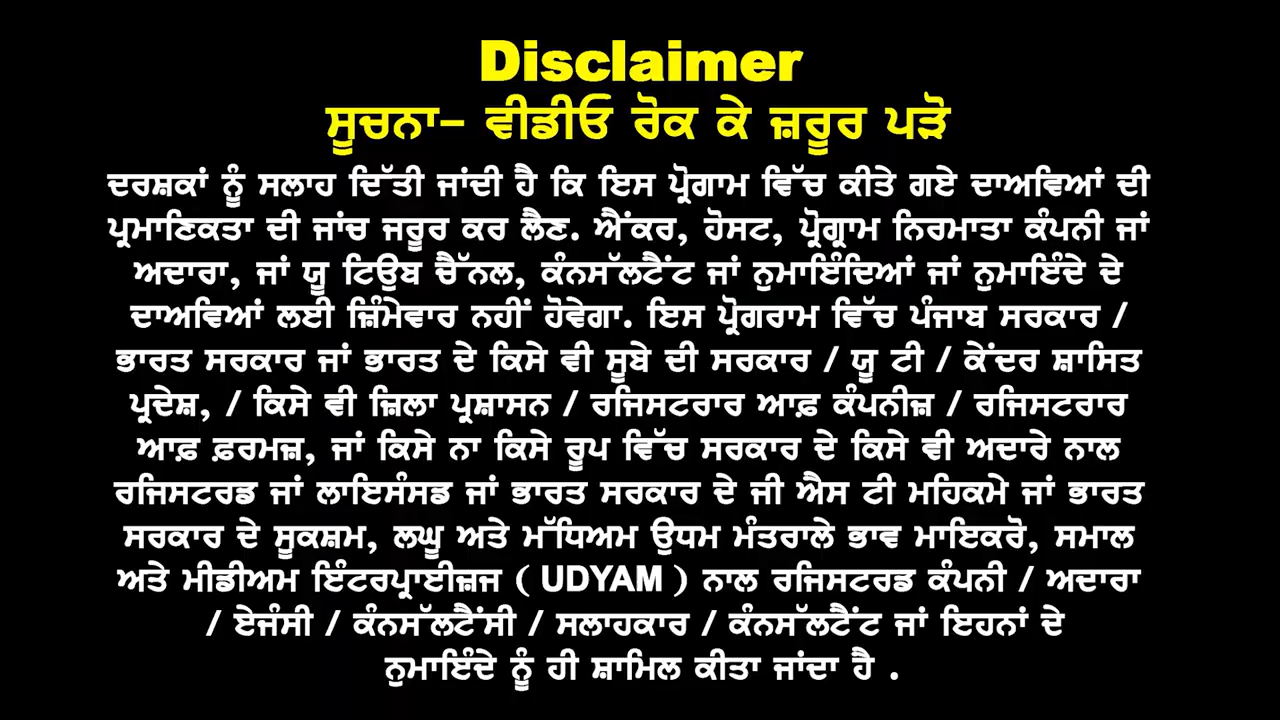 Disclaimer
ਸੂਚਨਾ- ਵੀਡੀਓ ਰੋਕ ਕੇ ਜ਼ਰੂਰ ਪੜੋ
ਦਰਸ਼ਕਾਂ ਨੂੰ ਸਲਾਹ ਦਿੱਤੀ ਜਾਂਦੀ ਹੈ ਕਿ ਇਸ ਪ੍ਰੋਗਾਮ ਵਿੱਚ ਕੀਤੇ ਗਏ ਦਾਅਵਿਆਂ ਦੀ
ਪ੍ਰਮਾਣਿਕਤਾ ਦੀ ਜਾਂਚ ਜਰੂਰ ਕਰ ਲੈਣ. ਐਂਕਰ, ਹੋਸਟ, ਪ੍ਰੋਗ੍ਰਾਮ ਨਿਰਮਾਤਾ ਕੰਪਨੀ ਜਾਂ
ਅਦਾਰਾ, ਜਾਂ ਯੂ ਟਿਊਬ ਚੈੱਨਲ, ਕੰਨਸੱਲਟੈਂਟ ਜਾਂ ਨੁਮਾਇੰਦਿਆਂ ਜਾਂ ਨੁਮਾਇੰਦੇ ਦੇ
ਦਾਅਵਿਆਂ ਲਈ ਜ਼ਿੰਮੇਵਾਰ ਨਹੀਂ ਹੋਵੇਗਾ. ਇਸ ਪ੍ਰੋਗਰਾਮ ਵਿੱਚ ਪੰਜਾਬ ਸਰਕਾਰ /
ਭਾਰਤ ਸਰਕਾਰ ਜਾਂ ਭਾਰਤ ਦੇ ਕਿਸੇ ਵੀ ਸੂਬੇ ਦੀ ਸਰਕਾਰ / ਯੂ ਟੀ / ਕੇਂਦਰ ਸ਼ਾਸਿਤ
ਪ੍ਰਦੇਸ਼, / ਕਿਸੇ ਵੀ ਜ਼ਿਲਾ ਪ੍ਰਸ਼ਾਸਨ / ਰਜਿਸਟਰਾਰ ਆਫ਼ ਕੰਪਨੀਜ਼ / ਰਜਿਸਟਰਾਰ
ਆਫ਼ ਫ਼ਰਮਜ਼, ਜਾਂ ਕਿਸੇ ਨਾ ਕਿਸੇ ਰੂਪ ਵਿੱਚ ਸਰਕਾਰ ਦੇ ਕਿਸੇ ਵੀ ਅਦਾਰੇ ਨਾਲ
ਰਜਿਸਟਰਡ ਜਾਂ ਲਾਇਸੰਸਡ ਜਾਂ ਭਾਰਤ ਸਰਕਾਰ ਦੇ ਜੀ ਐਸ ਟੀ ਮਹਿਕਮੇ ਜਾਂ ਭਾਰਤ
ਸਰਕਾਰ ਦੇ ਸੂਕਸ਼ਮ, ਲਘੂ ਅਤੇ ਮੱਧਿਅਮ ਉਧਮ ਮੰਤਰਾਲੇ ਭਾਵ ਮਾਇਕਰੋ, ਸਮਾਲ
ਅਤੇ ਮੀਡੀਅਮ ਇੰਟਰਪ੍ਰਾਈਜ਼ਜ ( UDYAM ) ਨਾਲ ਰਜਿਸਟਰਡ ਕੰਪਨੀ / ਅਦਾਰਾ
/ ਏਜੰਸੀ / ਕੰਨਸੱਲਟੈਂਸੀ / ਸਲਾਹਕਾਰ / ਕੰਨਸੱਲਟੈਂਟ ਜਾਂ ਇਹਨਾਂ ਦੇ
ਨੁਮਾਇੰਦੇ ਨੂੰ ਹੀ ਸ਼ਾਮਿਲ ਕੀਤਾ ਜਾਂਦਾ ਹੈ .